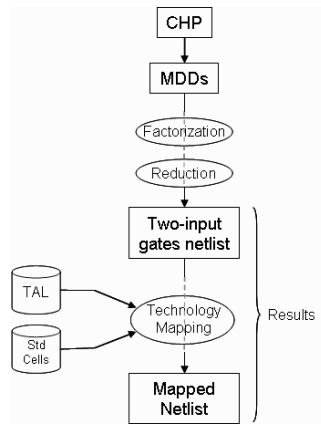 CHP
MDDs
Factorization
Reduction
Two-input
gates netlist
TAL
Technology
Mapping
Results
Std
Cells
Mapped
Netlist